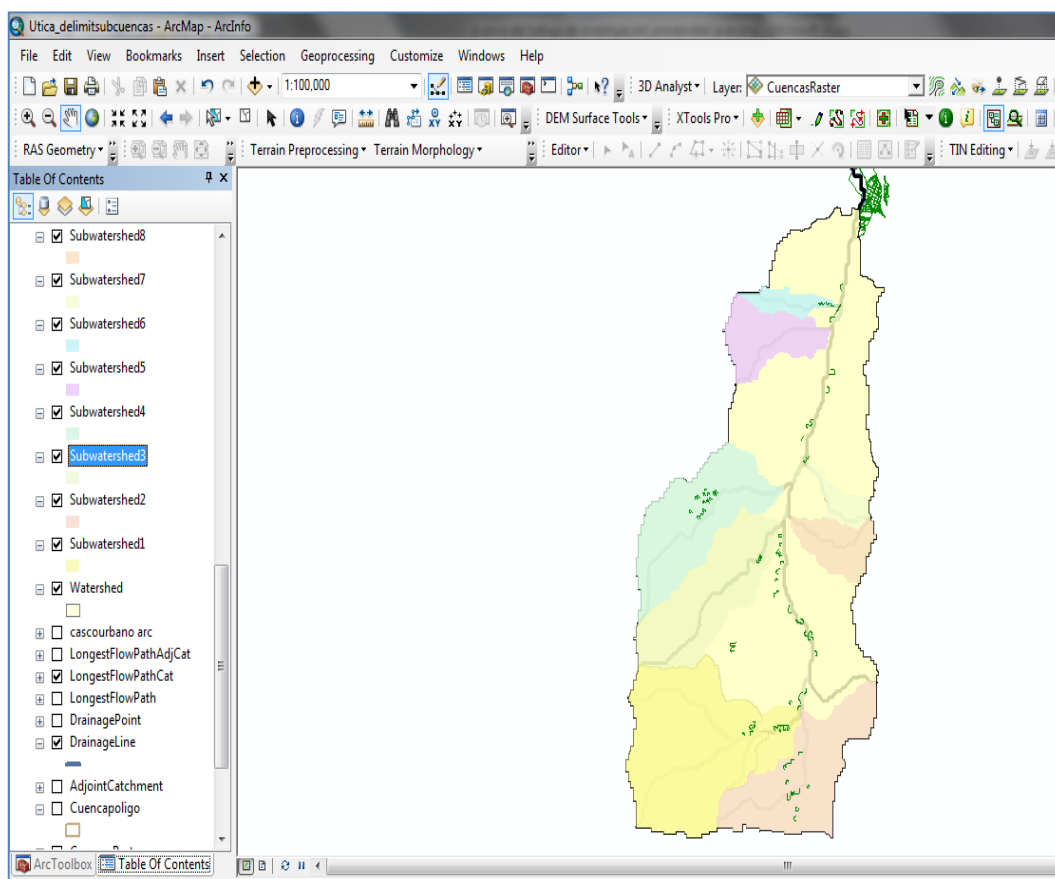 Utica_delimitsubcuencas - ArcMap - ArcInfo
File Edit View Bookmarks Insert Selection Geoprocessing Customize Windows Help
1:100,000 3D Analyst Layer: CuencasRaster
DEM Surface Tools XTools Pro
RAS Geometry Terrain Preprocessing Terrain Morphology Editor TIN Editing
Table Of Contents
Subwatershed8
Subwatershed7
Subwatershed6
Subwatershed5
Subwatershed4
Subwatershed3
Subwatershed2
Subwatershed1
Watershed
cascourbano arc
LongestFlowPathAdjCat
LongestFlowPathCat
LongestFlowPath
DrainagePoint
DrainageLine
AdjointCatchment
Cuencapoligo
ArcToolbox Table Of Contents